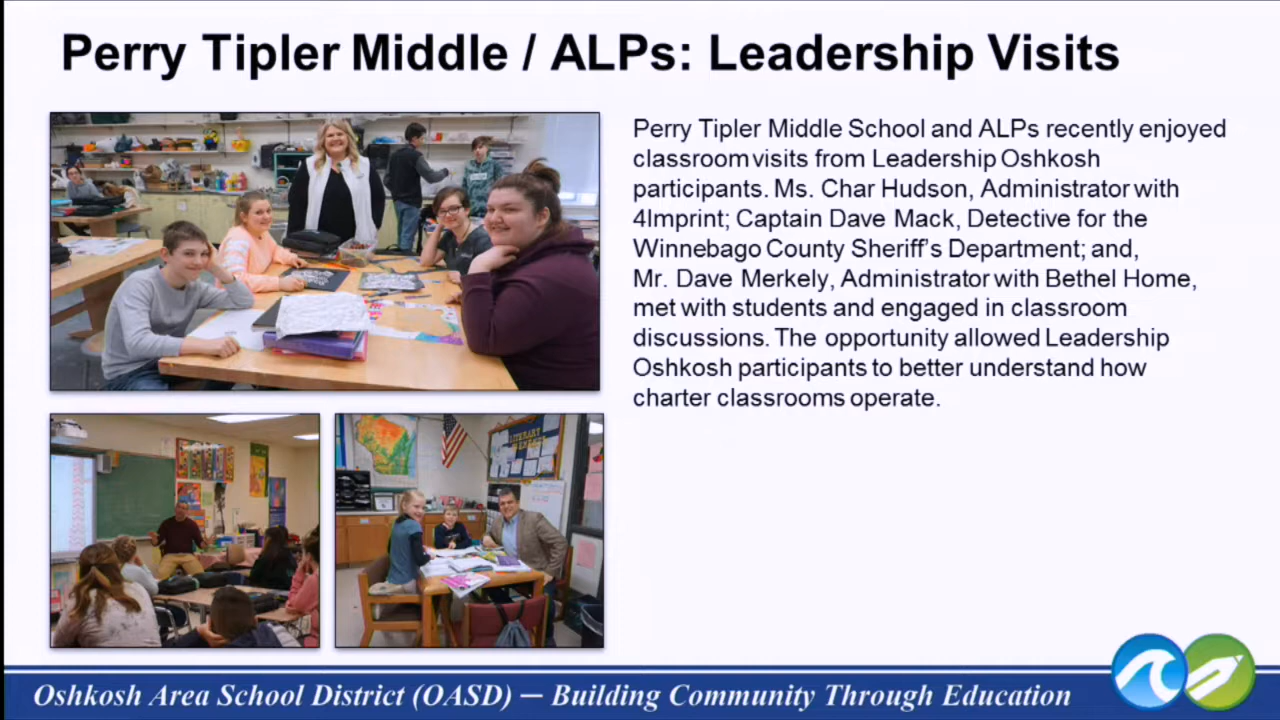 Perry Tipler Middle / ALPs: Leadership Visits
Perry Tipler Middle School and ALPs recently enjoyed
classroom visits from Leadership Oshkosh
participants. Ms. Char Hudson, Administrator with
4Imprint; Captain Dave Mack, Detective for the
Winnebago County Sheriff's Department; and,
Mr. Dave Merkely, Administrator with Bethel Home,
met with students and engaged in classroom
discussions. The opportunity allowed Leadership
Oshkosh participants to better understand how
charter classrooms operate.
Oshkosh Area School District (OASD) — Building Community Through Education